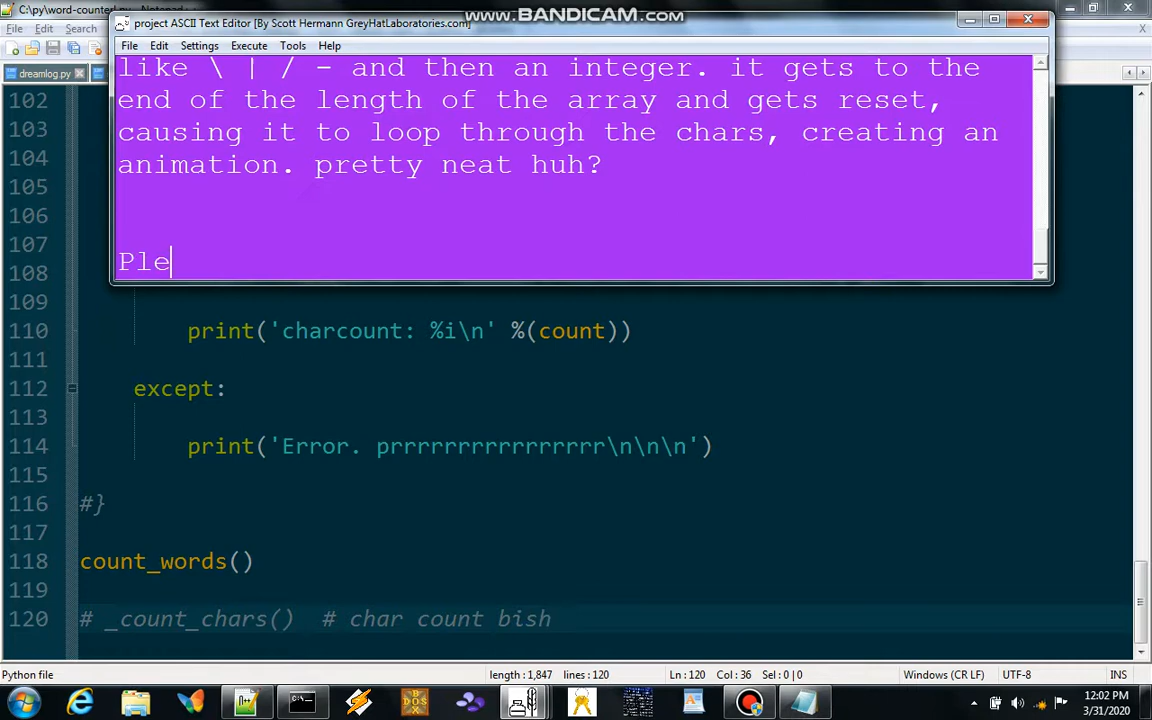 C:\py\word-counter\
www.BANDICAM.com
project ASCII Text Editor [By Scott Hermann GreyHatLaboratories.com]
File Edit Search
File Edit Settings Execute Tools Help
X
dreamlog.py
like \ | / - and then an integer. it gets to the
end of the length of the array and gets reset,
causing it to loop through the chars, creating an
animation. pretty neat huh?
Ple
102
103
104
105
106
107
108
109
110 print('charcount: %i\n' %(count))
111
112 except:
113
114 print('Error. prrrrrrrrrrrrrrrrr\n\n\n')
115
116 #}
117
118 count_words()
119
120 # _count_chars() # char count bish
Python file length : 1,847 lines : 120 Ln : 120 Col : 36 Sel : 0 | 0 Windows (CR LF) UTF-8 INS
DOS
12:02 PM
3/31/2020